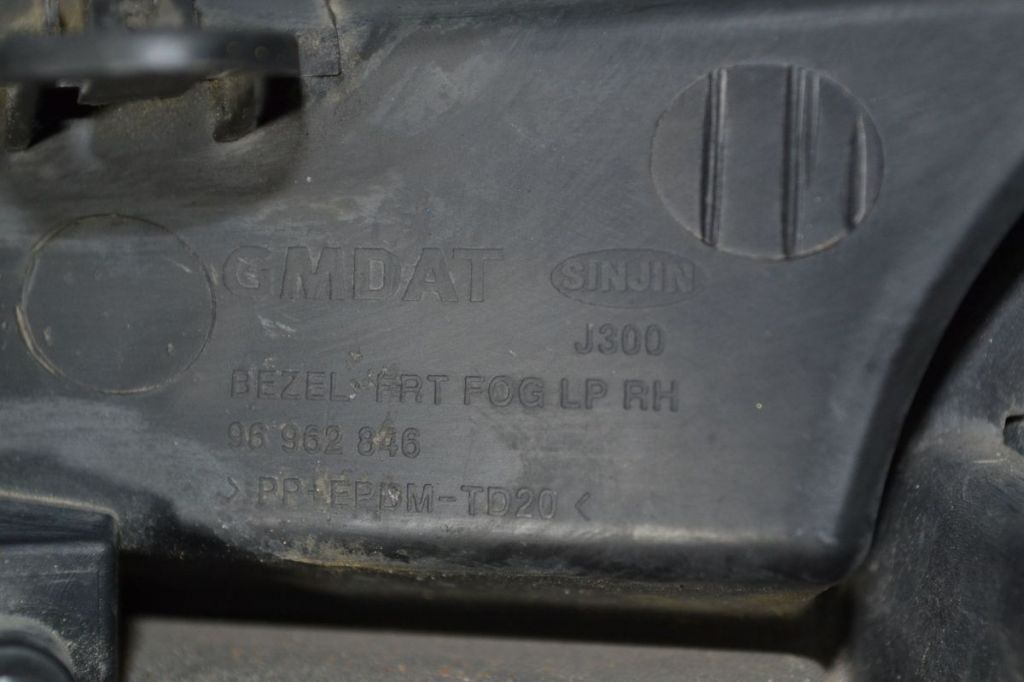 GMDAT SINJIN
J300
BEZEL-FRT FOG LP RH
96 962 846
>PP+EPDM-TD20<